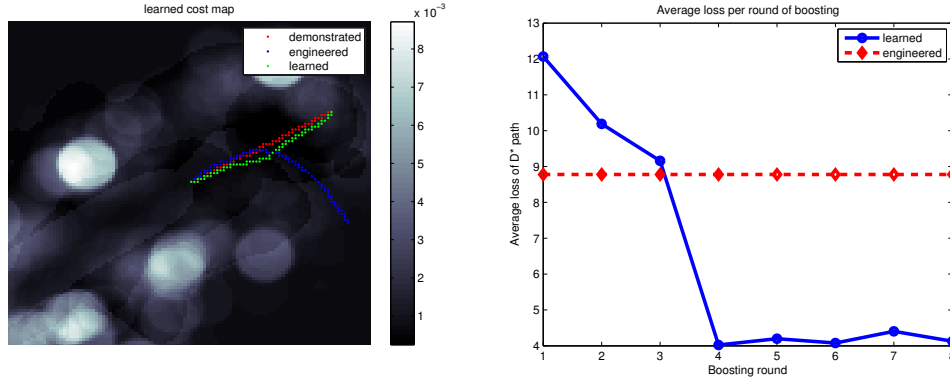 learned cost map
demonstrated
engineered
learned
x 10⁻³
8
7
6
5
4
3
2
1
Average loss per round of boosting
learned
engineered
13
12
11
10
9
8
7
6
5
4
Average loss of D* path
1 2 3 4 5 6 7 8
Boosting round